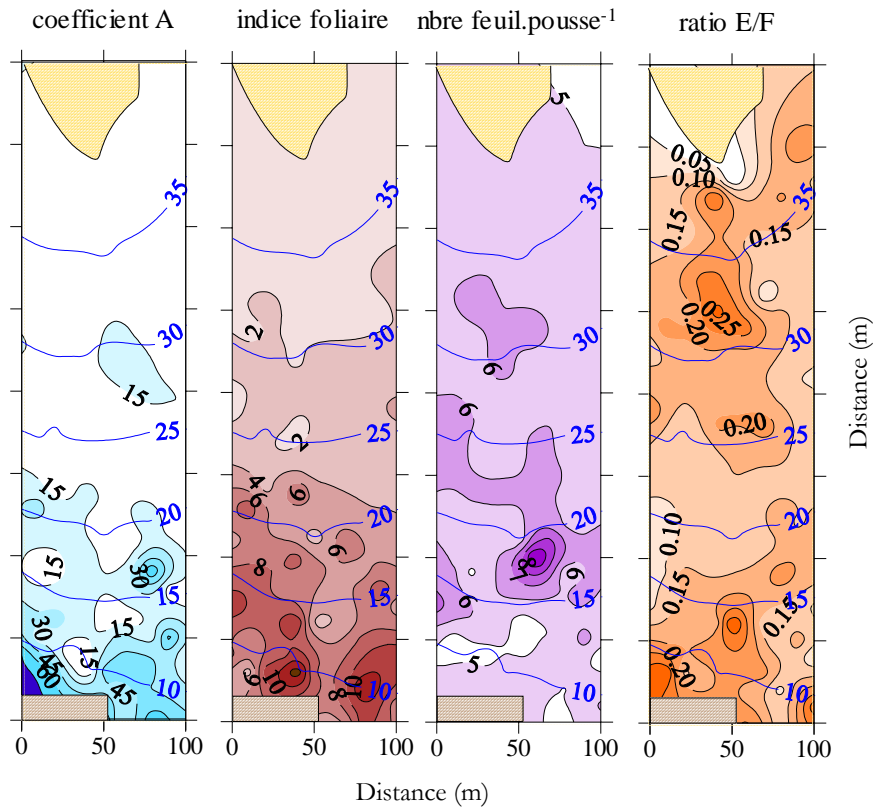 coefficient A indice foliaire nbre feuil.pousse-1 ratio E/F
5
0.05
0.10
35 35 35
0.15 0.15
2 30 30 0.25 30
0.20
15 6
6
25 2 25 25 0.20 25
15 4 6 6
20 20 20 0.10 20
15 30 8 6 8 7 6
15 15 6 15 0.15 15
30 15 0.15
15 5
45 60 45 10 6 10 8 10 10 10 0.20 10
0 50 100 0 50 100 0 50 100 0 50 100
Distance (m)
Distance (m)